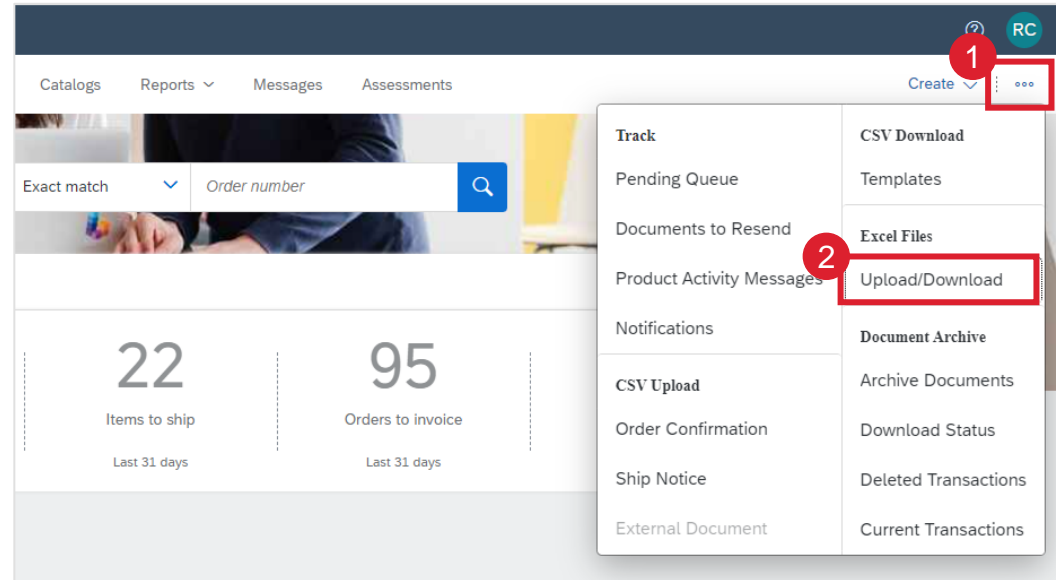 ? RC
1
Catalogs Reports Messages Assessments Create
Exact match Order number
Track
Pending Queue
Documents to Resend
Product Activity Messages
Notifications
CSV Upload
Order Confirmation
Ship Notice
External Document
CSV Download
Templates
Excel Files
2
Upload/Download
Document Archive
Archive Documents
Download Status
Deleted Transactions
Current Transactions
22
Items to ship
Last 31 days
95
Orders to invoice
Last 31 days